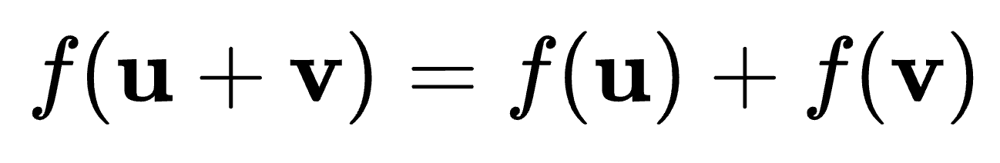 f(𝐮 + 𝐯) = f(𝐮) + f(𝐯)